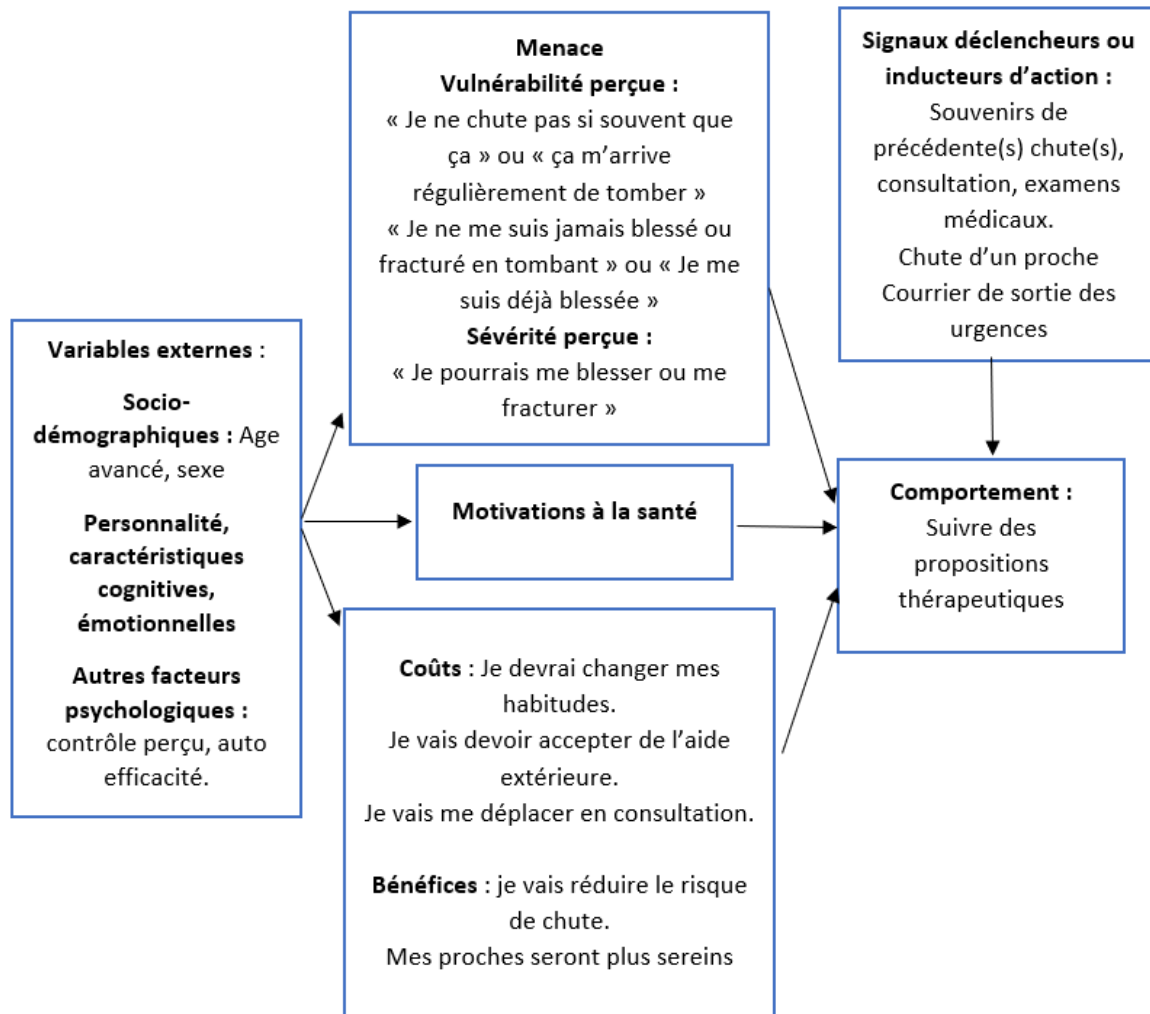 Variables externes :
Socio-
démographiques : Age
avancé, sexe
Personnalité,
caractéristiques
cognitives,
émotionnelles
Autres facteurs
psychologiques :
contrôle perçu, auto
efficacité.
Menace
Vulnérabilité perçue :
« Je ne chute pas si souvent que
ça » ou « ça m’arrive
régulièrement de tomber »
« Je ne me suis jamais blessé ou
fracturé en tombant » ou « Je me
suis déjà blessée »
Sévérité perçue :
« Je pourrais me blesser ou me
fracturer »
Motivations à la santé
Coûts : Je devrai changer mes
habitudes.
Je vais devoir accepter de l’aide
extérieure.
Je vais me déplacer en consultation.
Bénéfices : je vais réduire le risque
de chute.
Mes proches seront plus sereins
Signaux déclencheurs ou
inducteurs d’action :
Souvenirs de
précédente(s) chute(s),
consultation, examens
médicaux.
Chute d’un proche
Courrier de sortie des
urgences
Comportement :
Suivre des
propositions
thérapeutiques